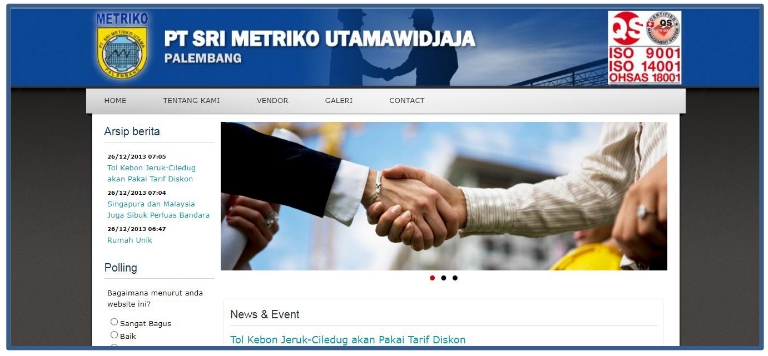 METRIKO
PT SRI METRIKO UTAMAWIDJAJA
PALEMBANG
QS
ISO 9001
ISO 14001
OHSAS 18001
HOME
TENTANG KAMI
VENDOR
GALERI
CONTACT
Arsip berita
26/12/2013 07:05
Tol Kebon Jeruk-Ciledug
akan Pakai Tarif Diskon
26/12/2013 07:04
Singapura dan Malaysia
Juga Sibuk Perluas Bandara
26/12/2013 06:47
Rumah Unik
Polling
Bagaimana menurut anda
website ini?
Sangat Bagus
Baik
News & Event
Tol Kebon Jeruk-Ciledug akan Pakai Tarif Diskon